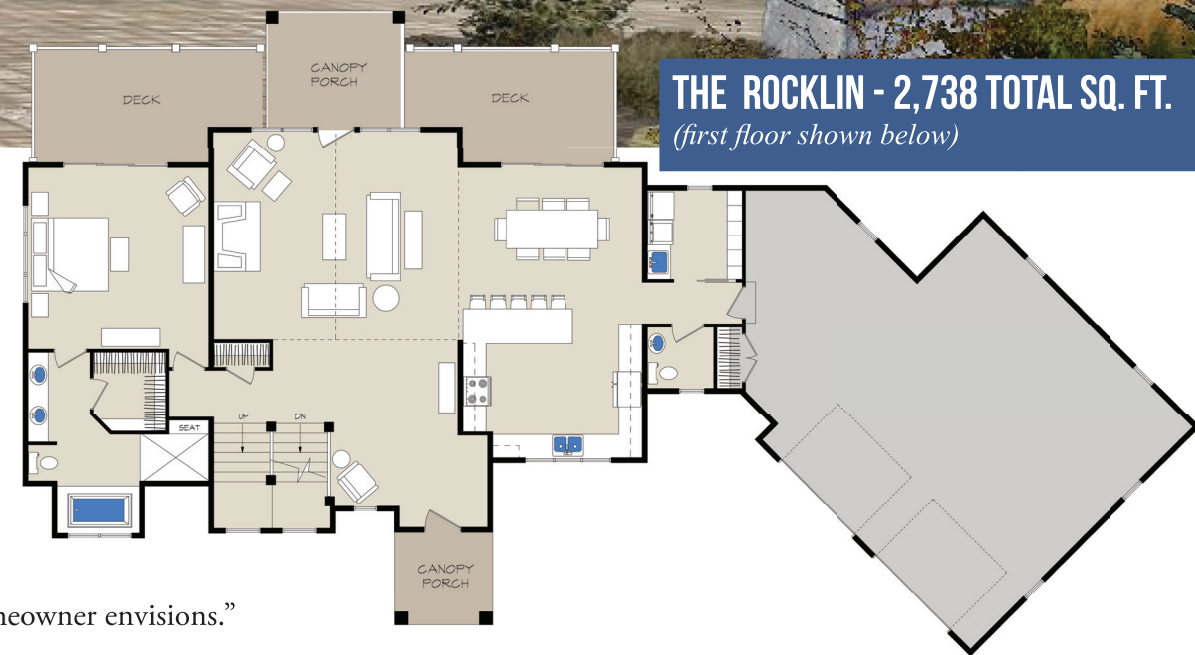 CANOPY
PORCH
DECK
DECK
THE ROCKLIN - 2,738 TOTAL SQ. FT.
(first floor shown below)
SEAT
UP
DN
CANOPY
PORCH
neowner envisions.”